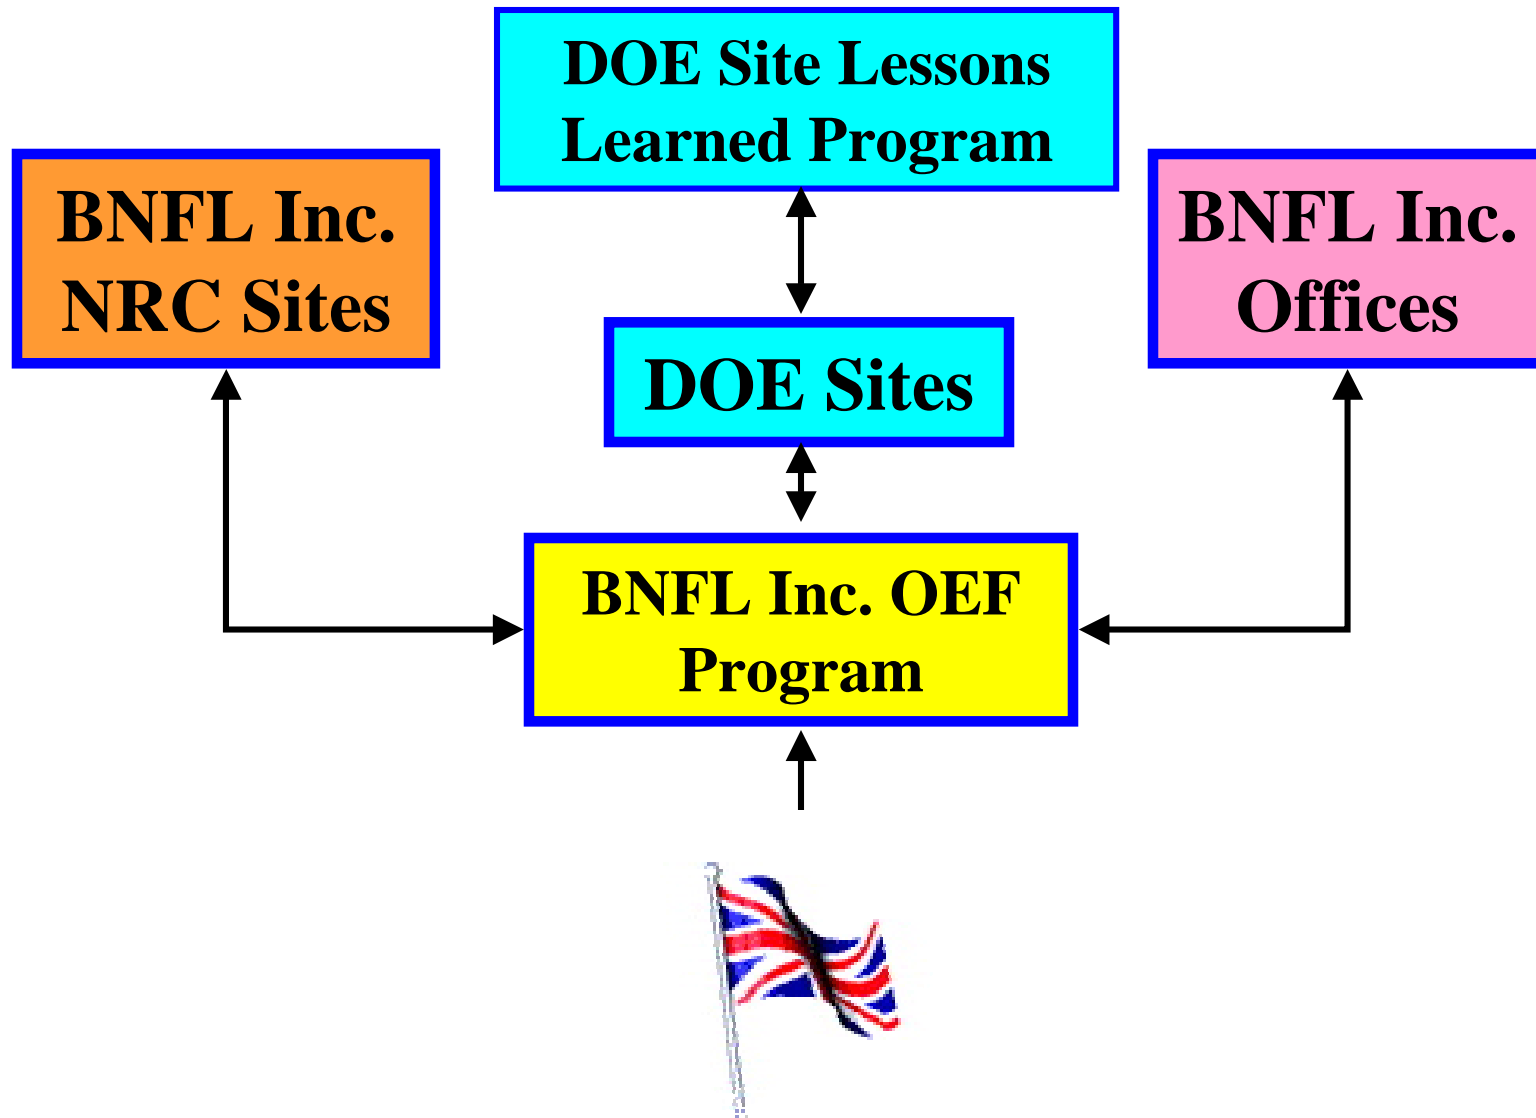 DOE Site Lessons
Learned Program
BNFL Inc.
NRC Sites
BNFL Inc.
Offices
DOE Sites
BNFL Inc. OEF
Program